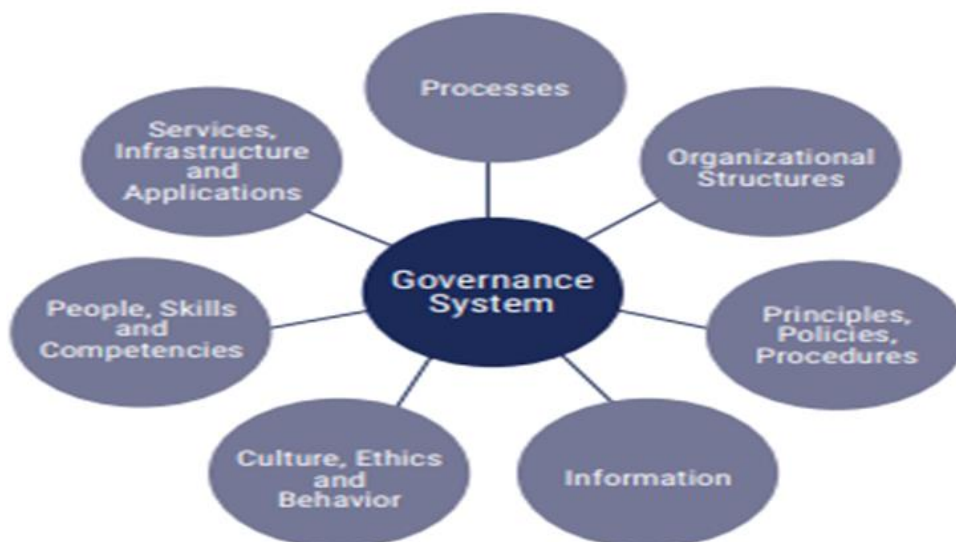 Processes
Organizational
Structures
Principles,
Policies,
Procedures
Information
Culture, Ethics
and
Behavior
People, Skills
and
Competencies
Services,
Infrastructure
and
Applications
Governance
System